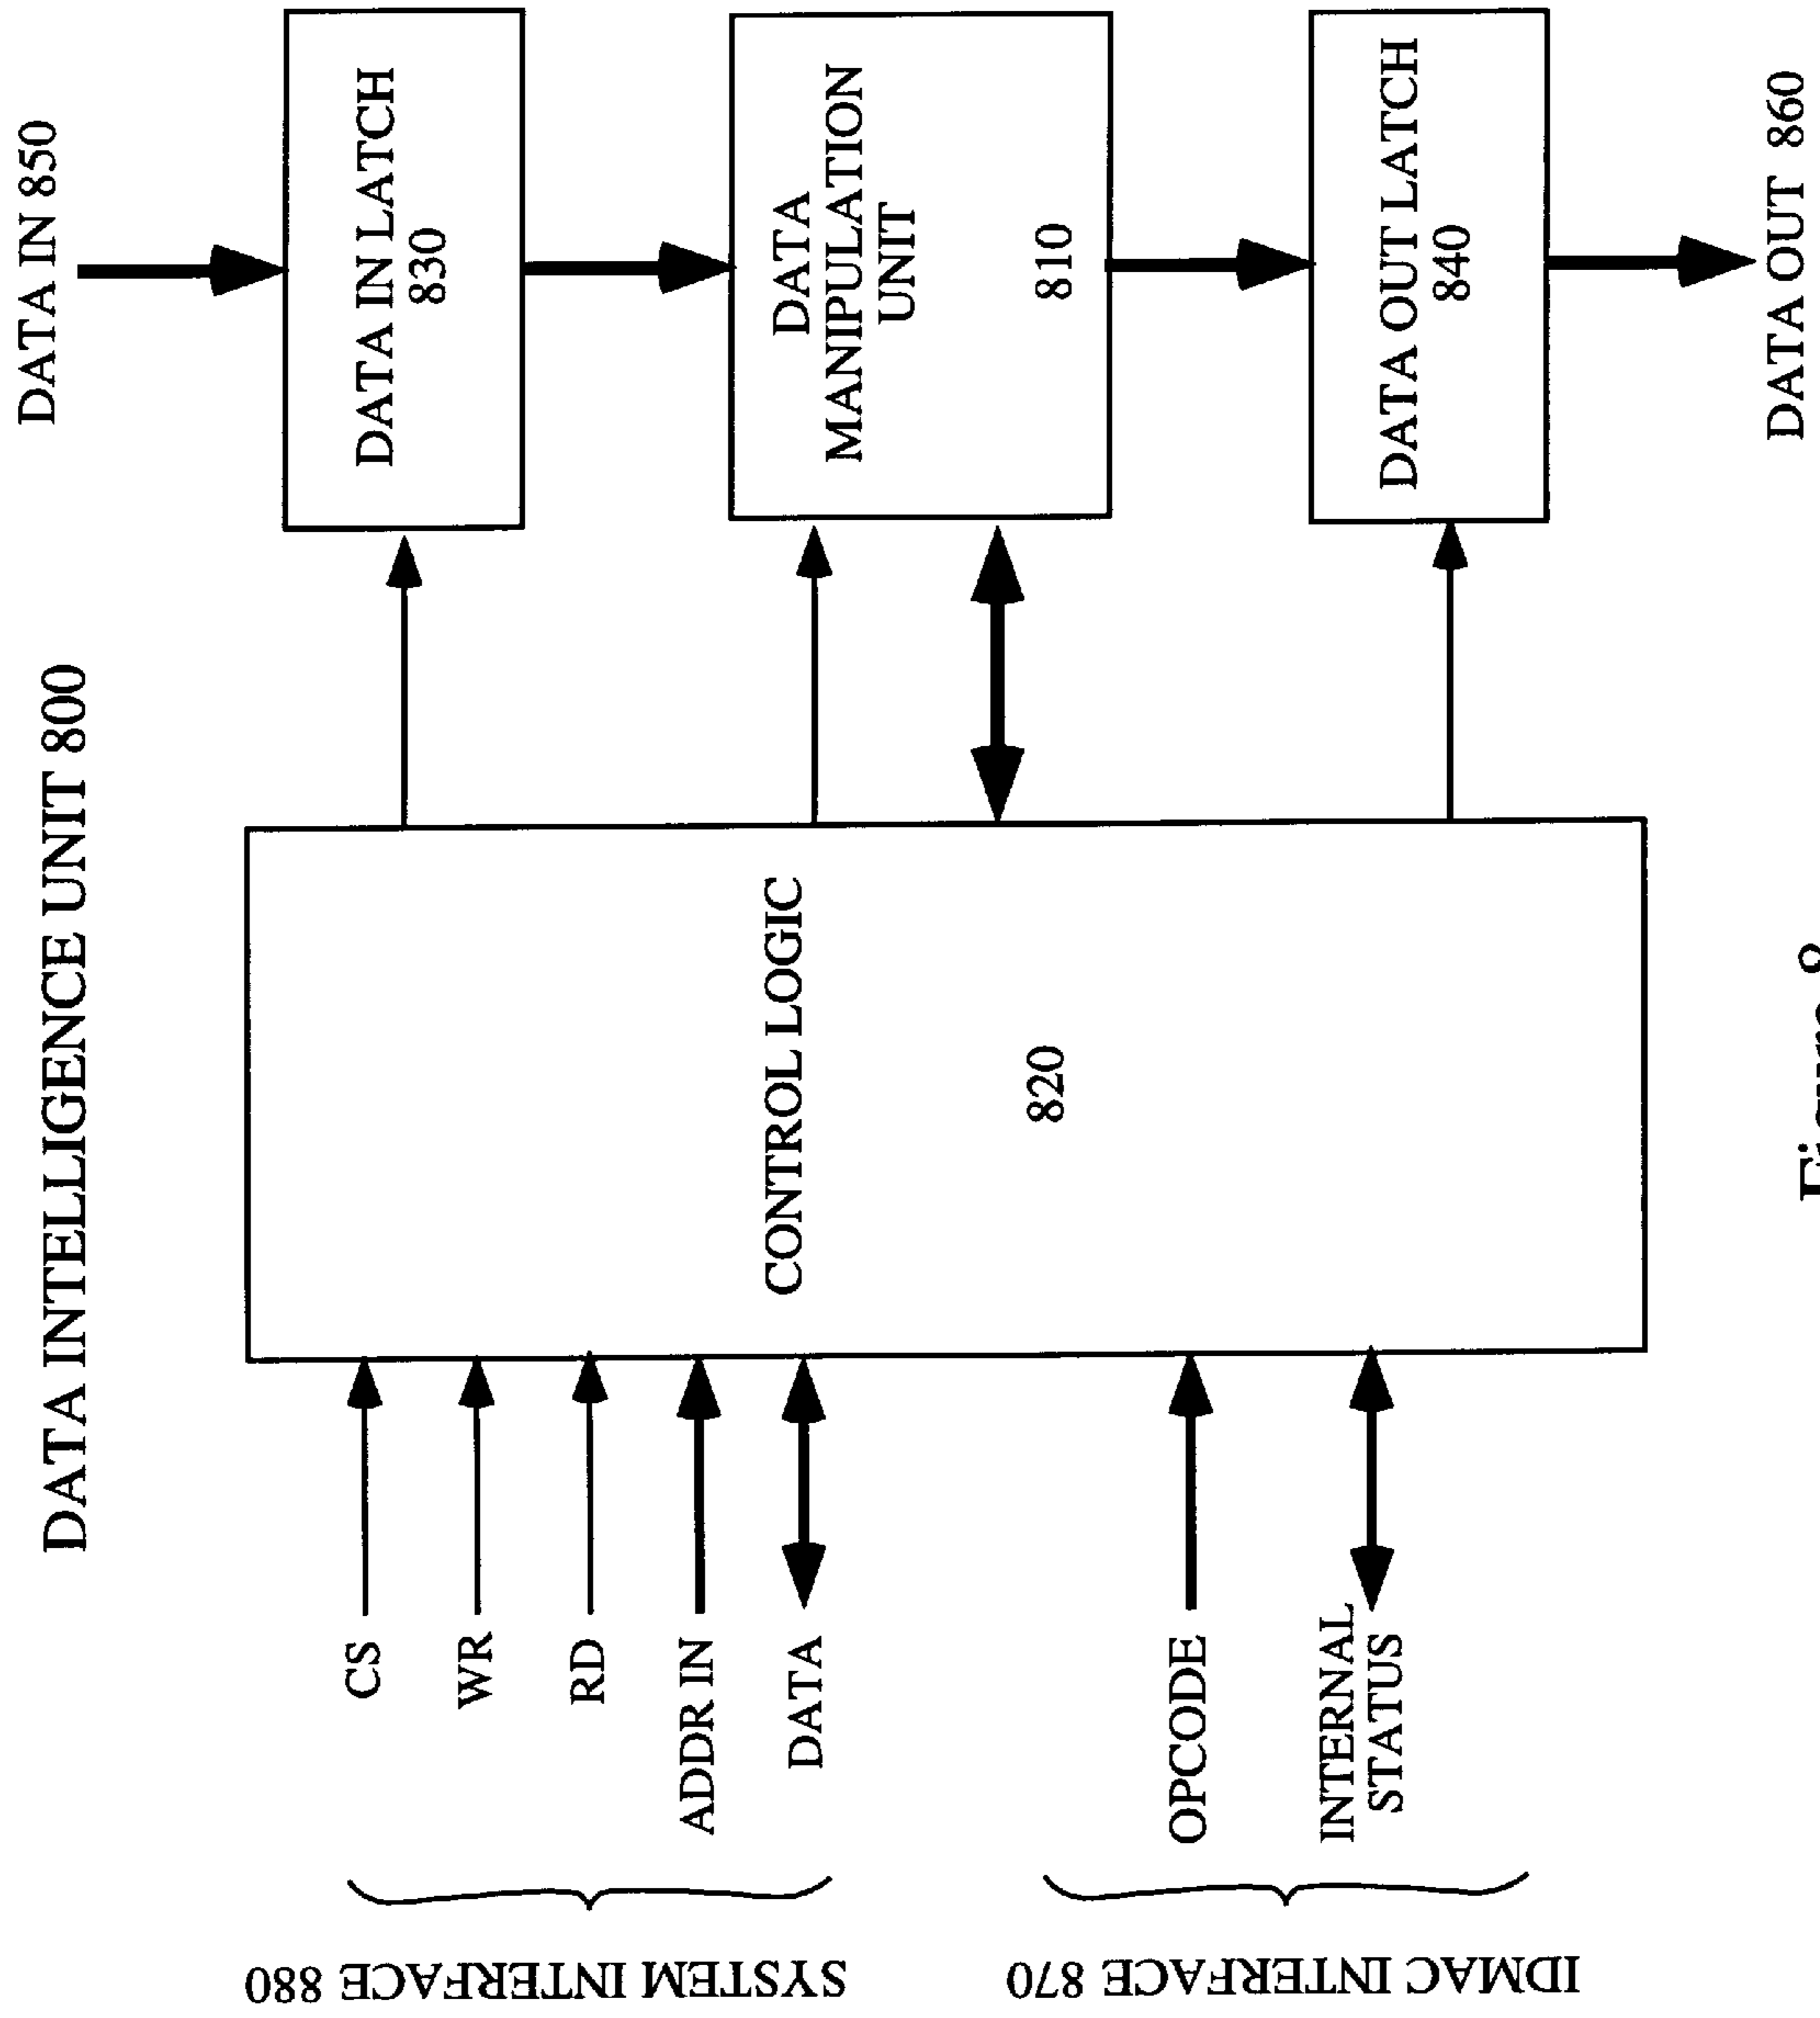 DATA INTELLIGENCE UNIT 800
DATA IN 850
SYSTEM INTERFACE 880
CS
WR
RD
ADDR IN
DATA
IDMAC INTERFACE 870
OPCODE
INTERNAL
STATUS
CONTROL LOGIC
820
DATA IN LATCH
830
DATA
MANIPULATION
UNIT
810
DATA OUT LATCH
840
DATA OUT 860
Figure 8